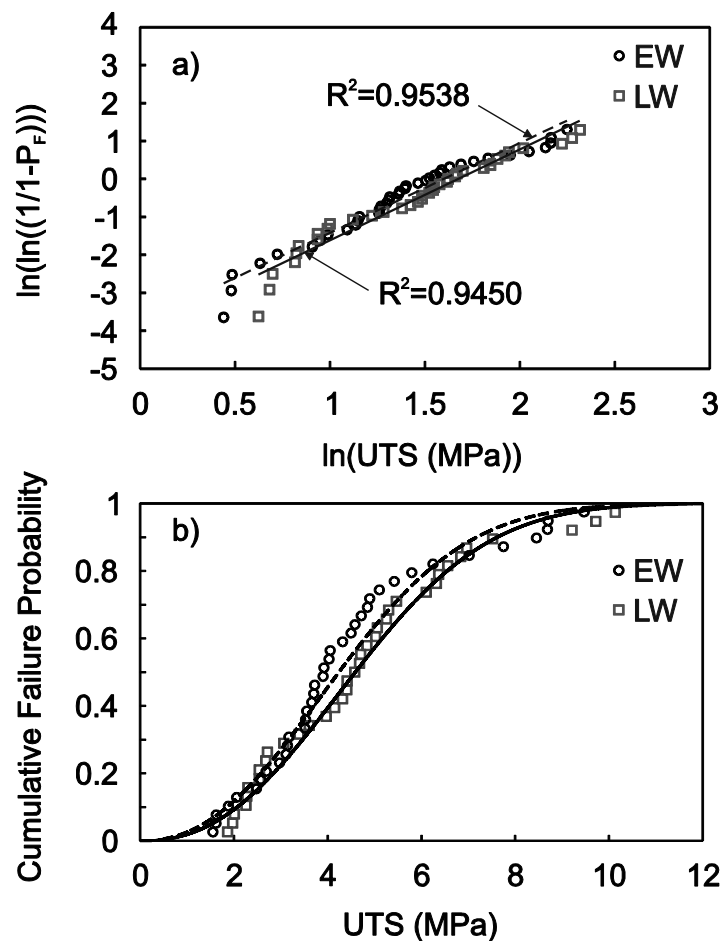 4
3
2
1
0
-1
-2
-3
-4
-5
ln(ln((1/1-P_F)))
a)
EW
LW
R²=0.9538
R²=0.9450
0
0.5
1
1.5
2
2.5
3
ln(UTS (MPa))
1
0.8
0.6
0.4
0.2
0
Cumulative Failure Probability
b)
EW
LW
0
2
4
6
8
10
12
UTS (MPa)